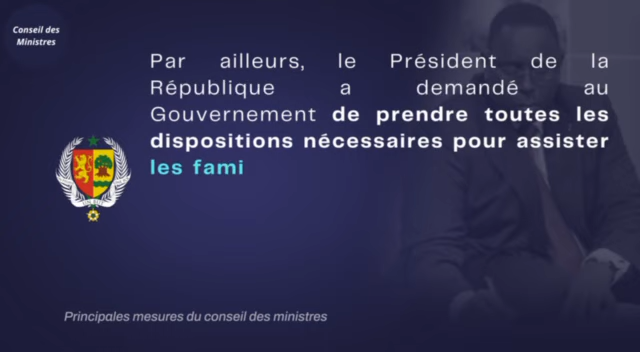 Conseil des
Ministres
Par ailleurs, le Président de la
République a demandé au
Gouvernement de prendre toutes les
dispositions nécessaires pour assister
les fami
Principales mesures du conseil des ministres